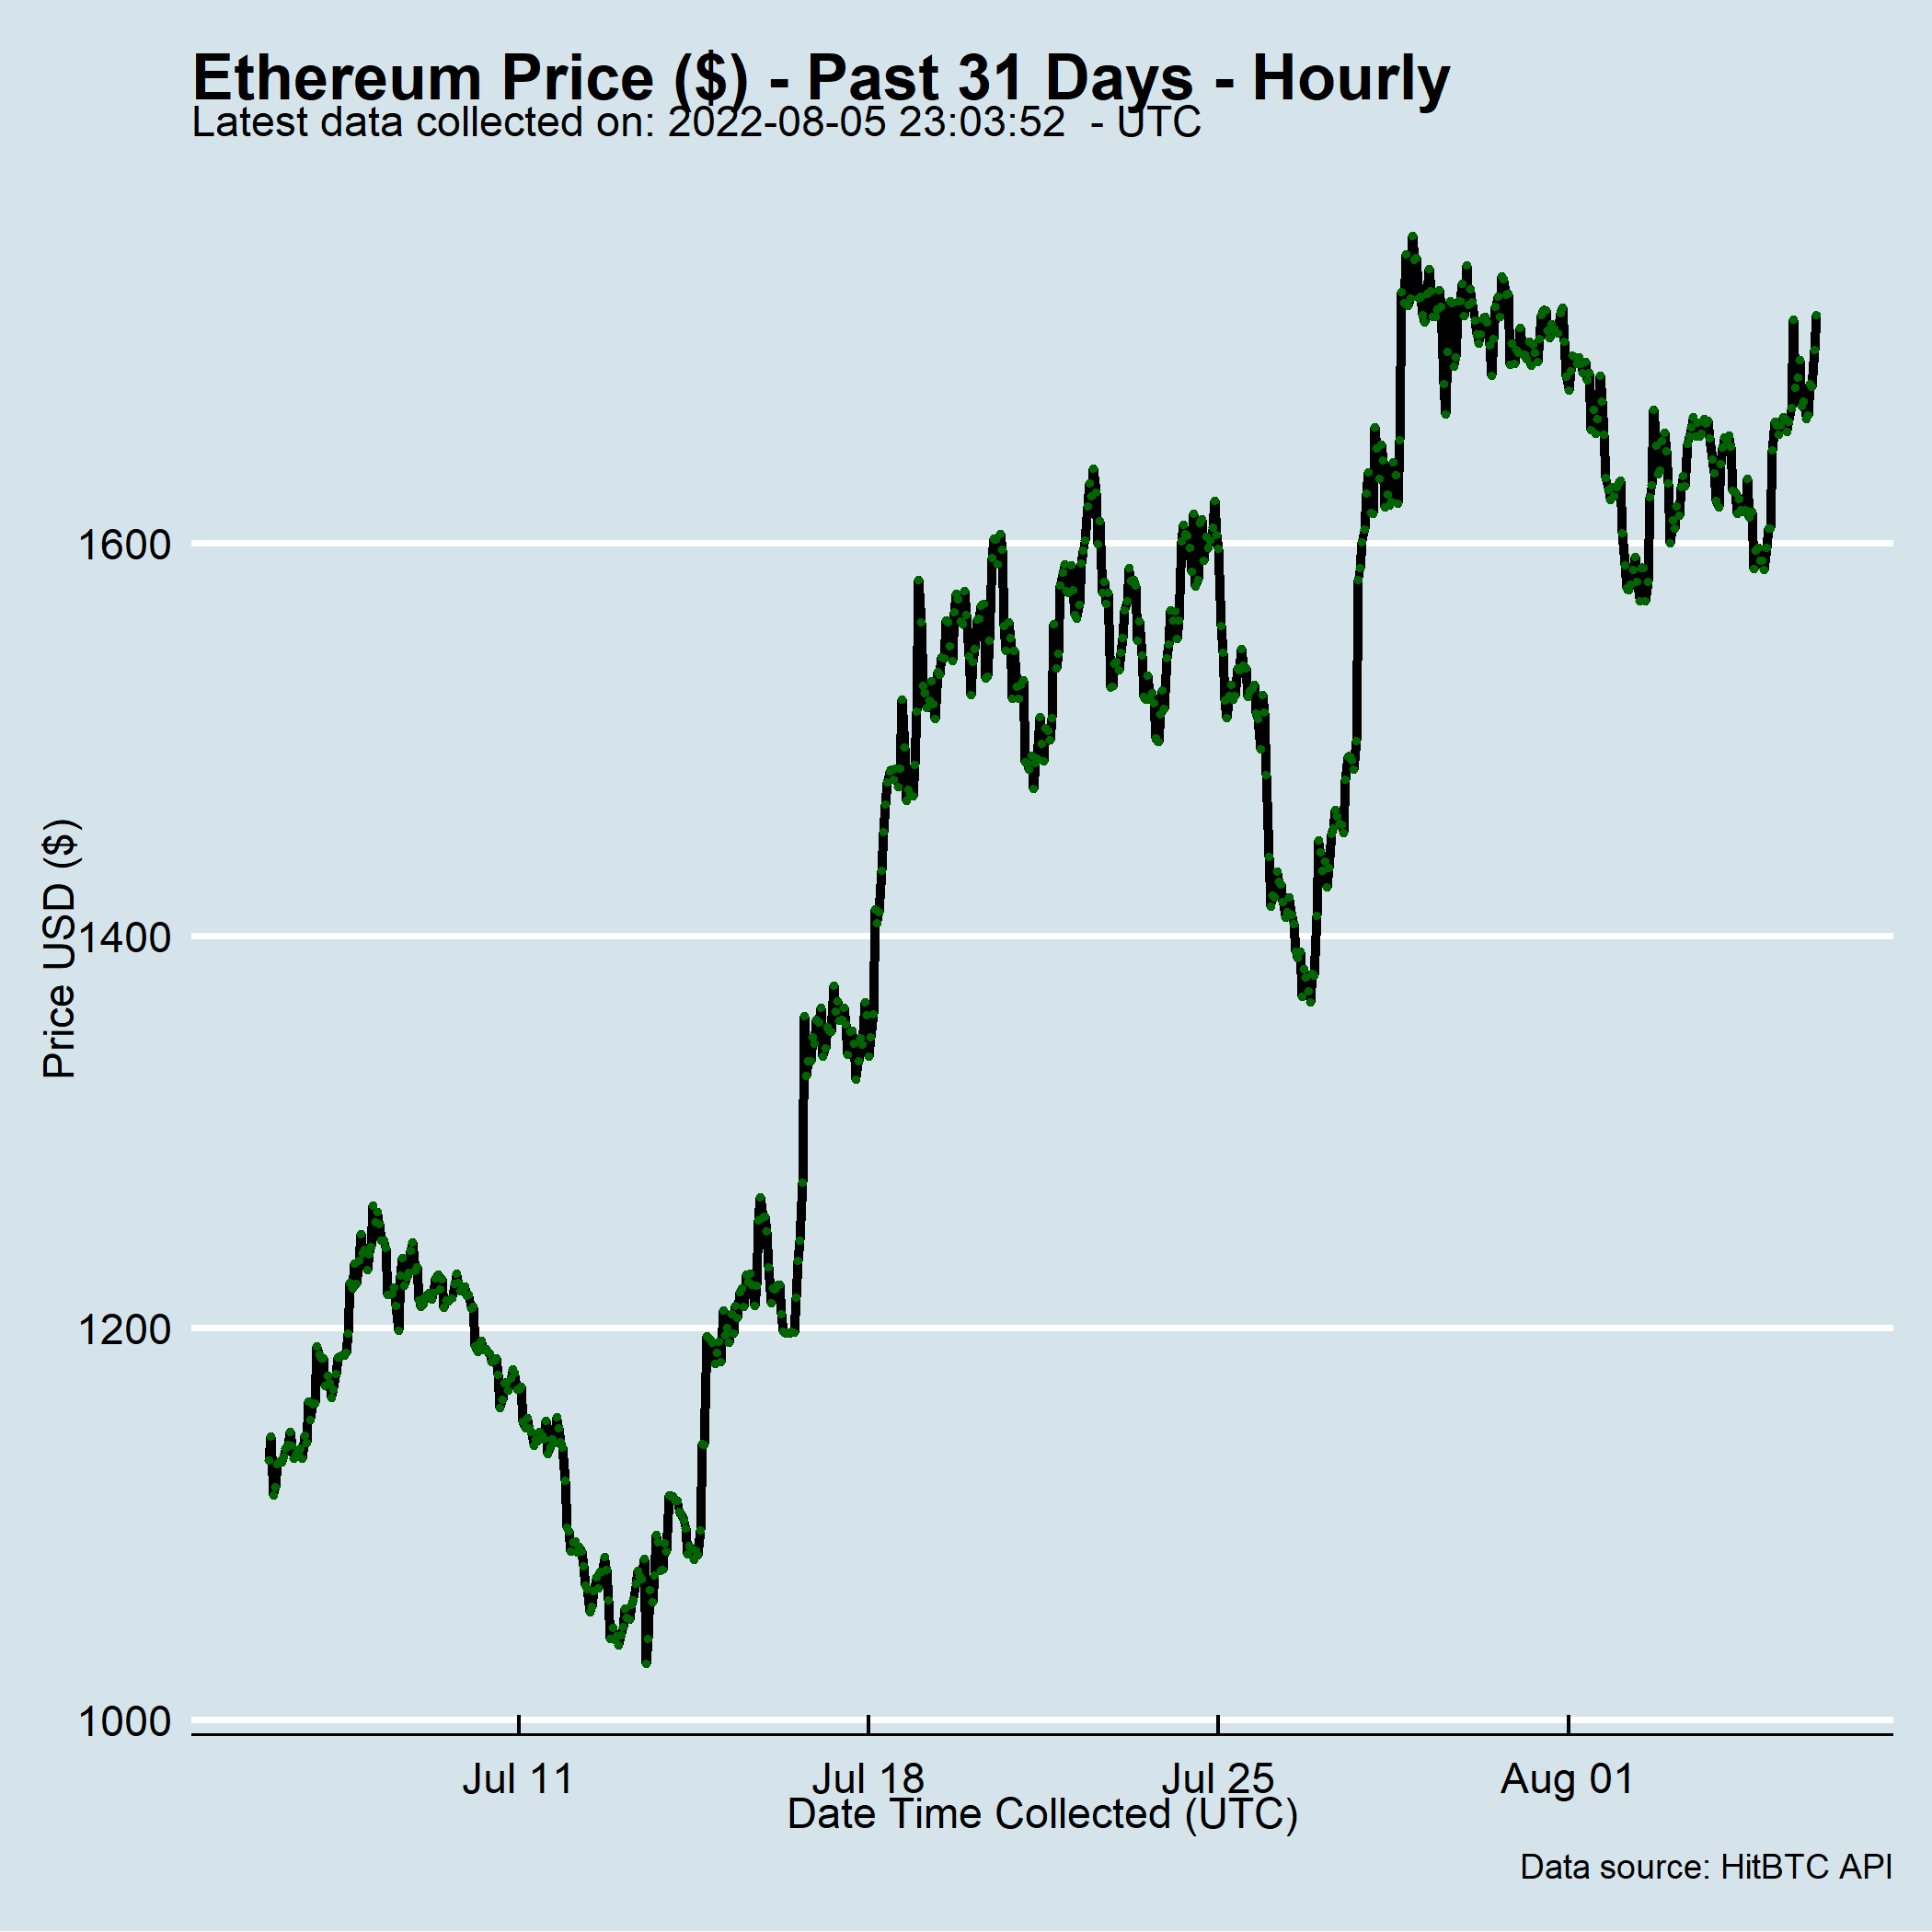 Ethereum Price ($) - Past 31 Days - Hourly
Latest data collected on: 2022-08-05 23:03:52  - UTC
Price USD ($)
1600
1400
1200
1000
Jul 11
Jul 18
Jul 25
Aug 01
Date Time Collected (UTC)
Data source: HitBTC API